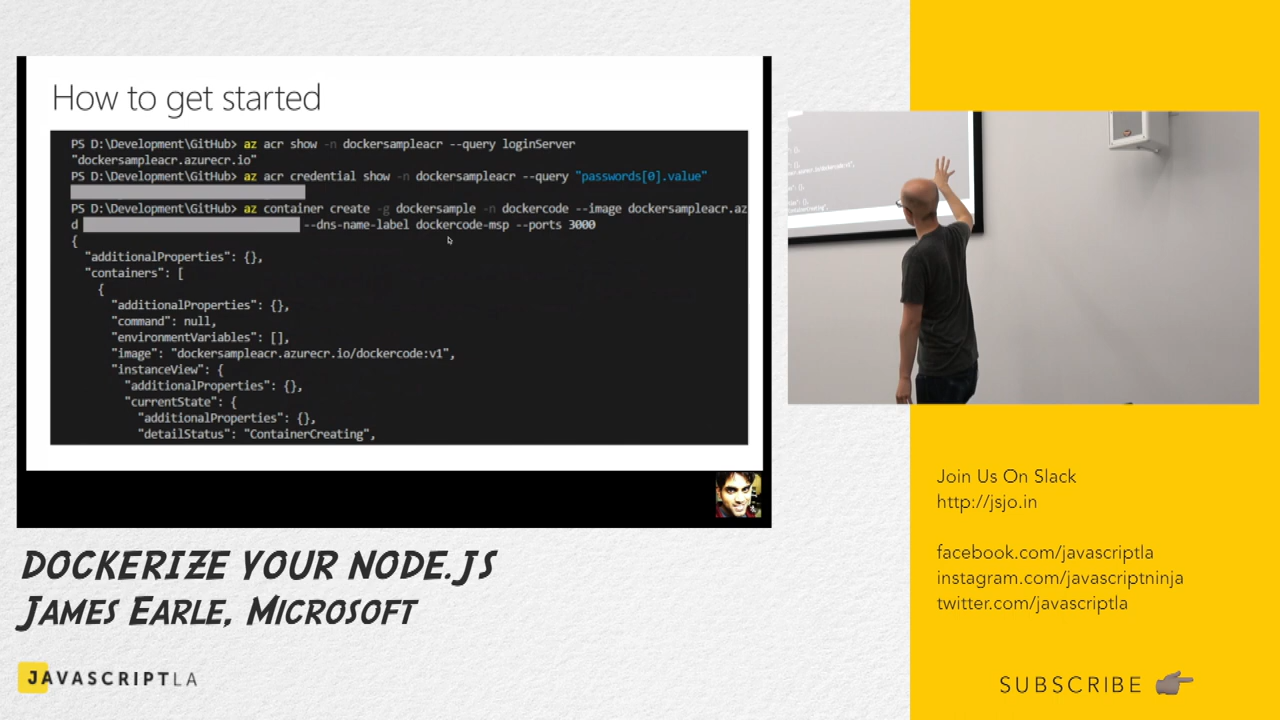 How to get started
PS D:\Development\GitHub> az acr show -n dockersampleacr --query loginServer
"dockersampleacr.azurecr.io"
PS D:\Development\GitHub> az acr credential show -n dockersampleacr --query "passwords[0].value"
PS D:\Development\GitHub> az container create -g dockersample -n dockercode --image dockersampleacr.az
d --dns-name-label dockercode-msp --ports 3000
{
"additionalProperties": {},
"containers": [
{
"additionalProperties": {},
"command": null,
"environmentVariables": [],
"image": "dockersampleacr.azurecr.io/dockercode:v1",
"instanceView": {
"additionalProperties": {},
"currentState": {
"additionalProperties": {},
"detailStatus": "ContainerCreating",
DOCKERIZE YOUR NODE.JS
JAMES EARLE, MICROSOFT
JAVASCRIPTLA
Join Us On Slack
http://jsjo.in
facebook.com/javascriptla
instagram.com/javascriptninja
twitter.com/javascriptla
SUBSCRIBE